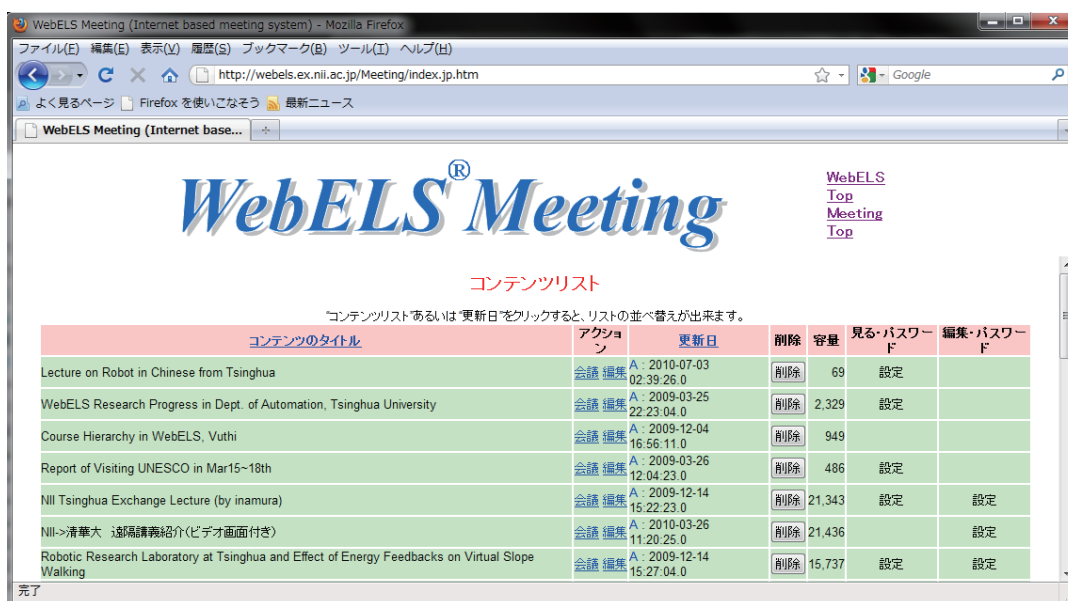 WebELS Meeting (Internet based meeting system) - Mozilla Firefox
ファイル(F) 編集(E) 表示(V) 履歴(S) ブックマーク(B) ツール(T) ヘルプ(H)
http://webels.ex.nii.ac.jp/Meeting/index.jp.htm Google
よく見るページ Firefox を使いこなそう 最新ニュース
WebELS Meeting (Internet base...
WebELS® Meeting
WebELS
Top
Meeting
Top
コンテンツリスト
"コンテンツリスト"あるいは"更新日"をクリックすると、リストの並べ替えが出来ます。
コンテンツのタイトル アクション 更新日 削除 容量 見る・パスワード 編集・パスワード
Lecture on Robot in Chinese from Tsinghua 会議 編集 A : 2010-07-03 02:39:26.0 削除 69 設定
WebELS Research Progress in Dept. of Automation, Tsinghua University 会議 編集 A : 2009-03-25 22:23:04.0 削除 2,329 設定
Course Hierarchy in WebELS, Vuthi 会議 編集 A : 2009-12-04 16:56:11.0 削除 949
Report of Visiting UNESCO in Mar15~18th 会議 編集 A : 2009-03-26 12:04:23.0 削除 486 設定
NII Tsinghua Exchange Lecture (by inamura) 会議 編集 A : 2009-12-14 15:22:23.0 削除 21,343 設定 設定
NII->清華大 遠隔講義紹介(ビデオ画面付き) 会議 編集 A : 2010-03-26 11:20:25.0 削除 21,436 設定
Robotic Research Laboratory at Tsinghua and Effect of Energy Feedbacks on Virtual Slope Walking 会議 編集 A : 2009-12-14 15:27:04.0 削除 15,737 設定 設定
完了